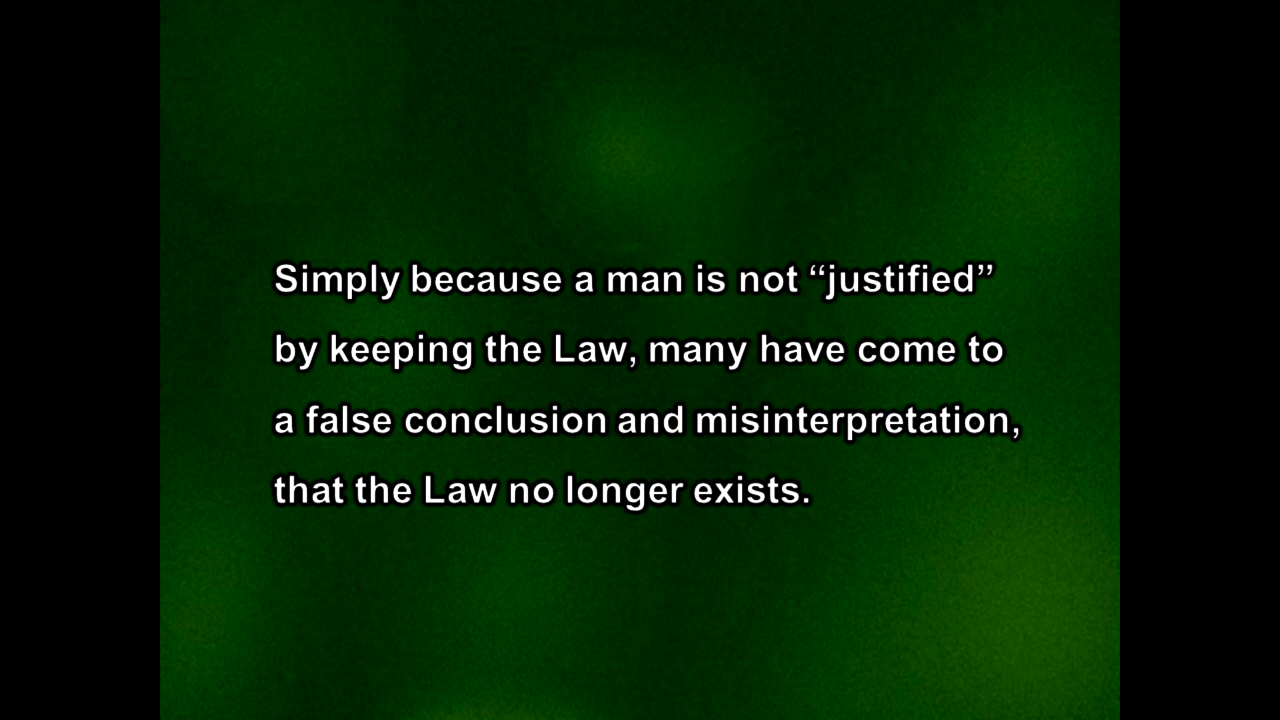 Simply because a man is not “justified”
by keeping the Law, many have come to
a false conclusion and misinterpretation,
that the Law no longer exists.